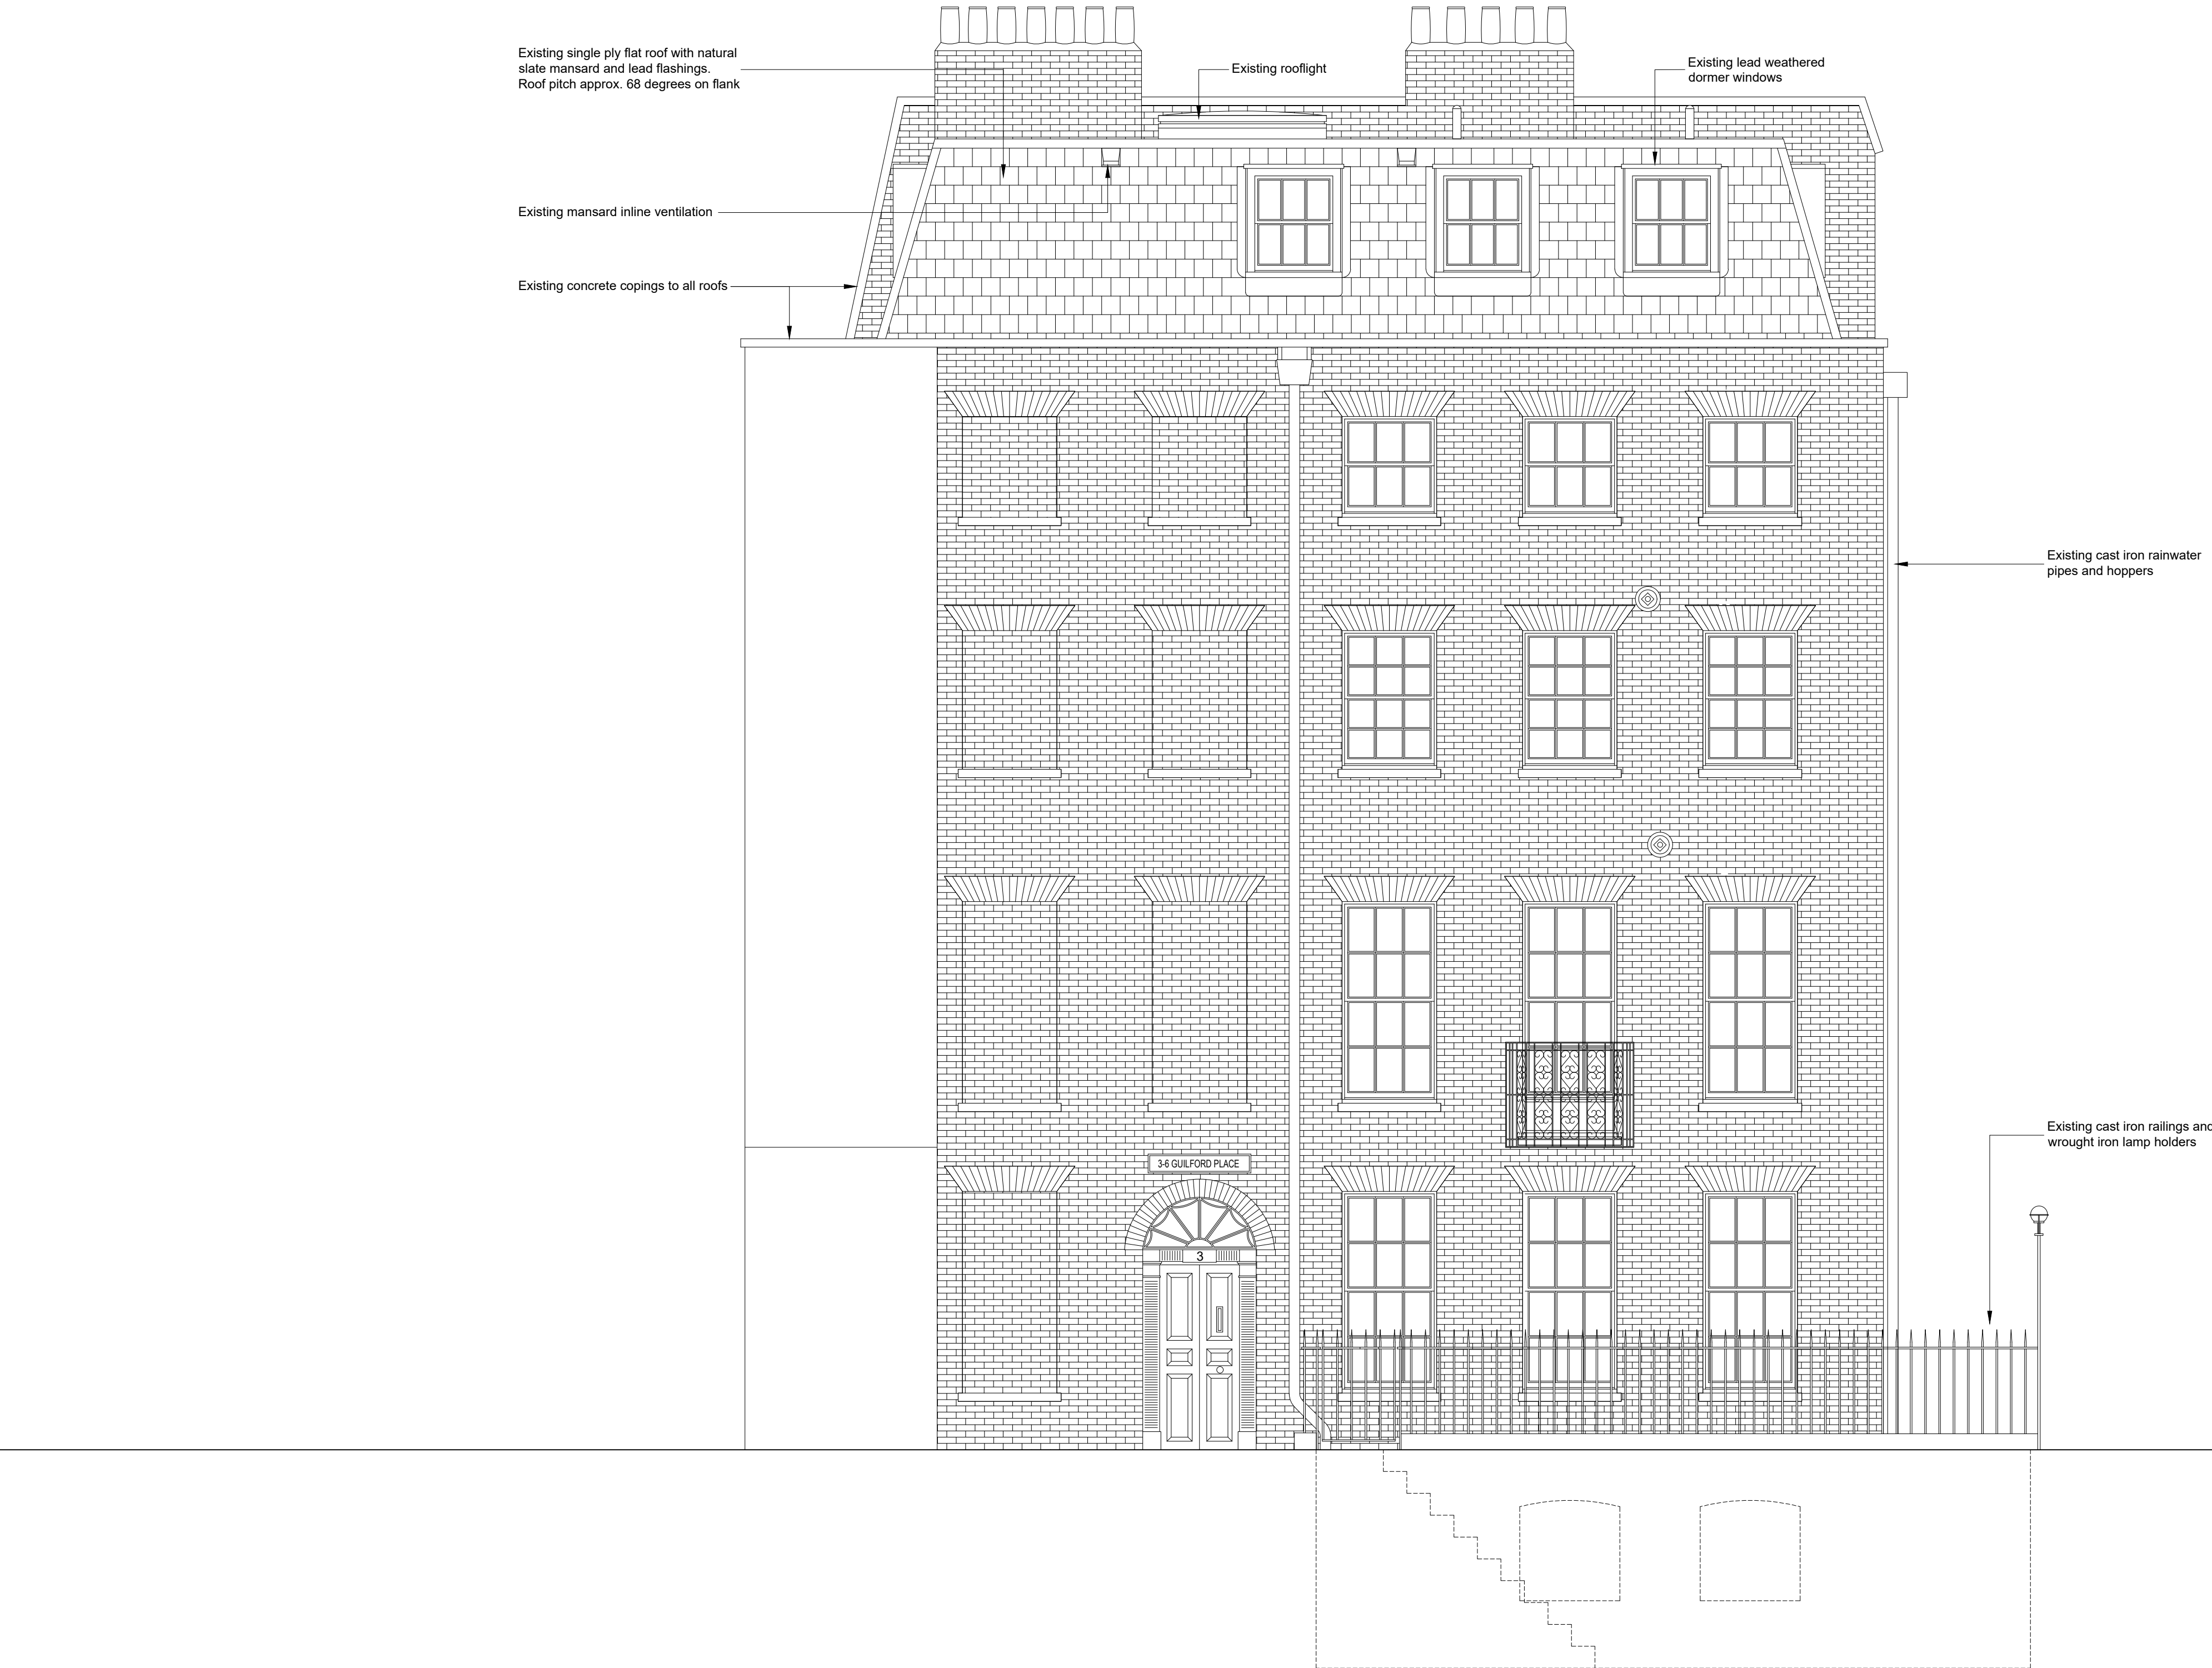 Existing single ply flat roof with natural
slate mansard and lead flashings.
Roof pitch approx. 68 degrees on flank
Existing rooflight
Existing lead weathered
dormer windows
Existing mansard inline ventilation
Existing concrete copings to all roofs
Existing cast iron rainwater
pipes and hoppers
Existing cast iron railings and
wrought iron lamp holders
3-6 GUILFORD PLACE
3